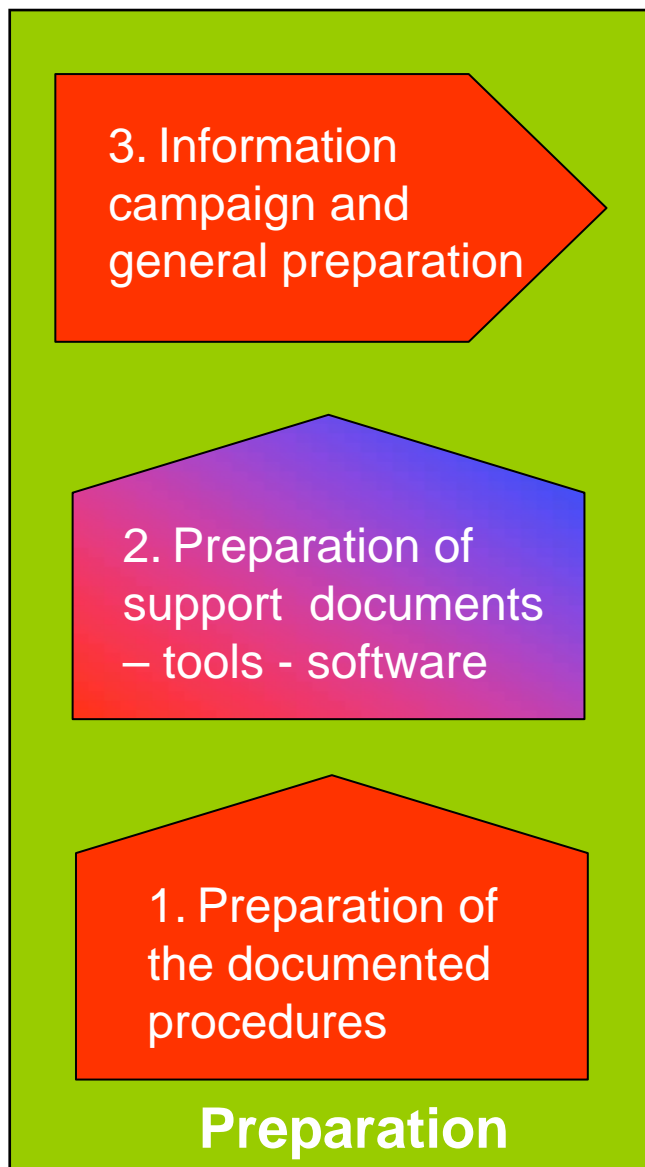 3. Information
campaign and
general preparation
2. Preparation of
support  documents
– tools - software
1. Preparation of
the documented
procedures
Preparation